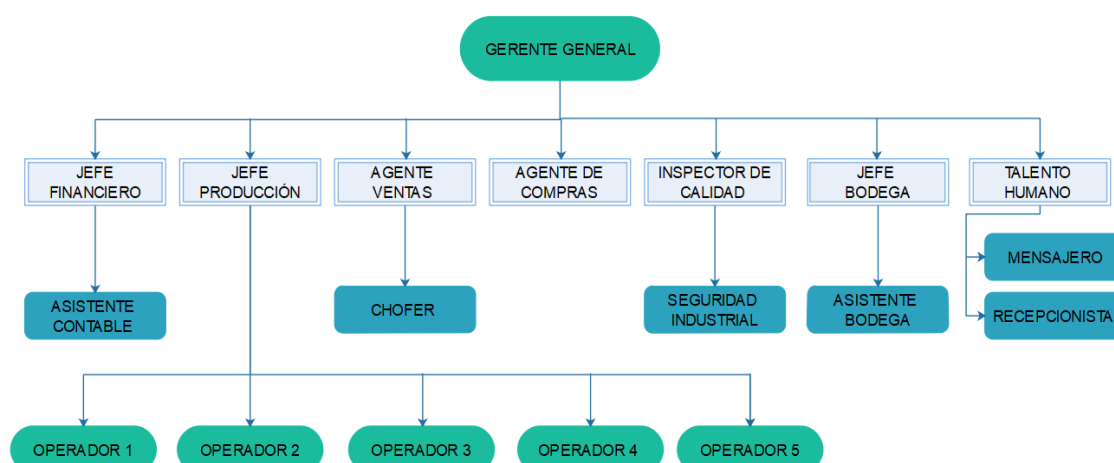 GERENTE GENERAL
JEFE
FINANCIERO
JEFE
PRODUCCIÓN
AGENTE
VENTAS
AGENTE DE
COMPRAS
INSPECTOR DE
CALIDAD
JEFE
BODEGA
TALENTO
HUMANO
ASISTENTE
CONTABLE
CHOFER
SEGURIDAD
INDUSTRIAL
ASISTENTE
BODEGA
MENSAJERO
RECEPCIONISTA
OPERADOR 1
OPERADOR 2
OPERADOR 3
OPERADOR 4
OPERADOR 5